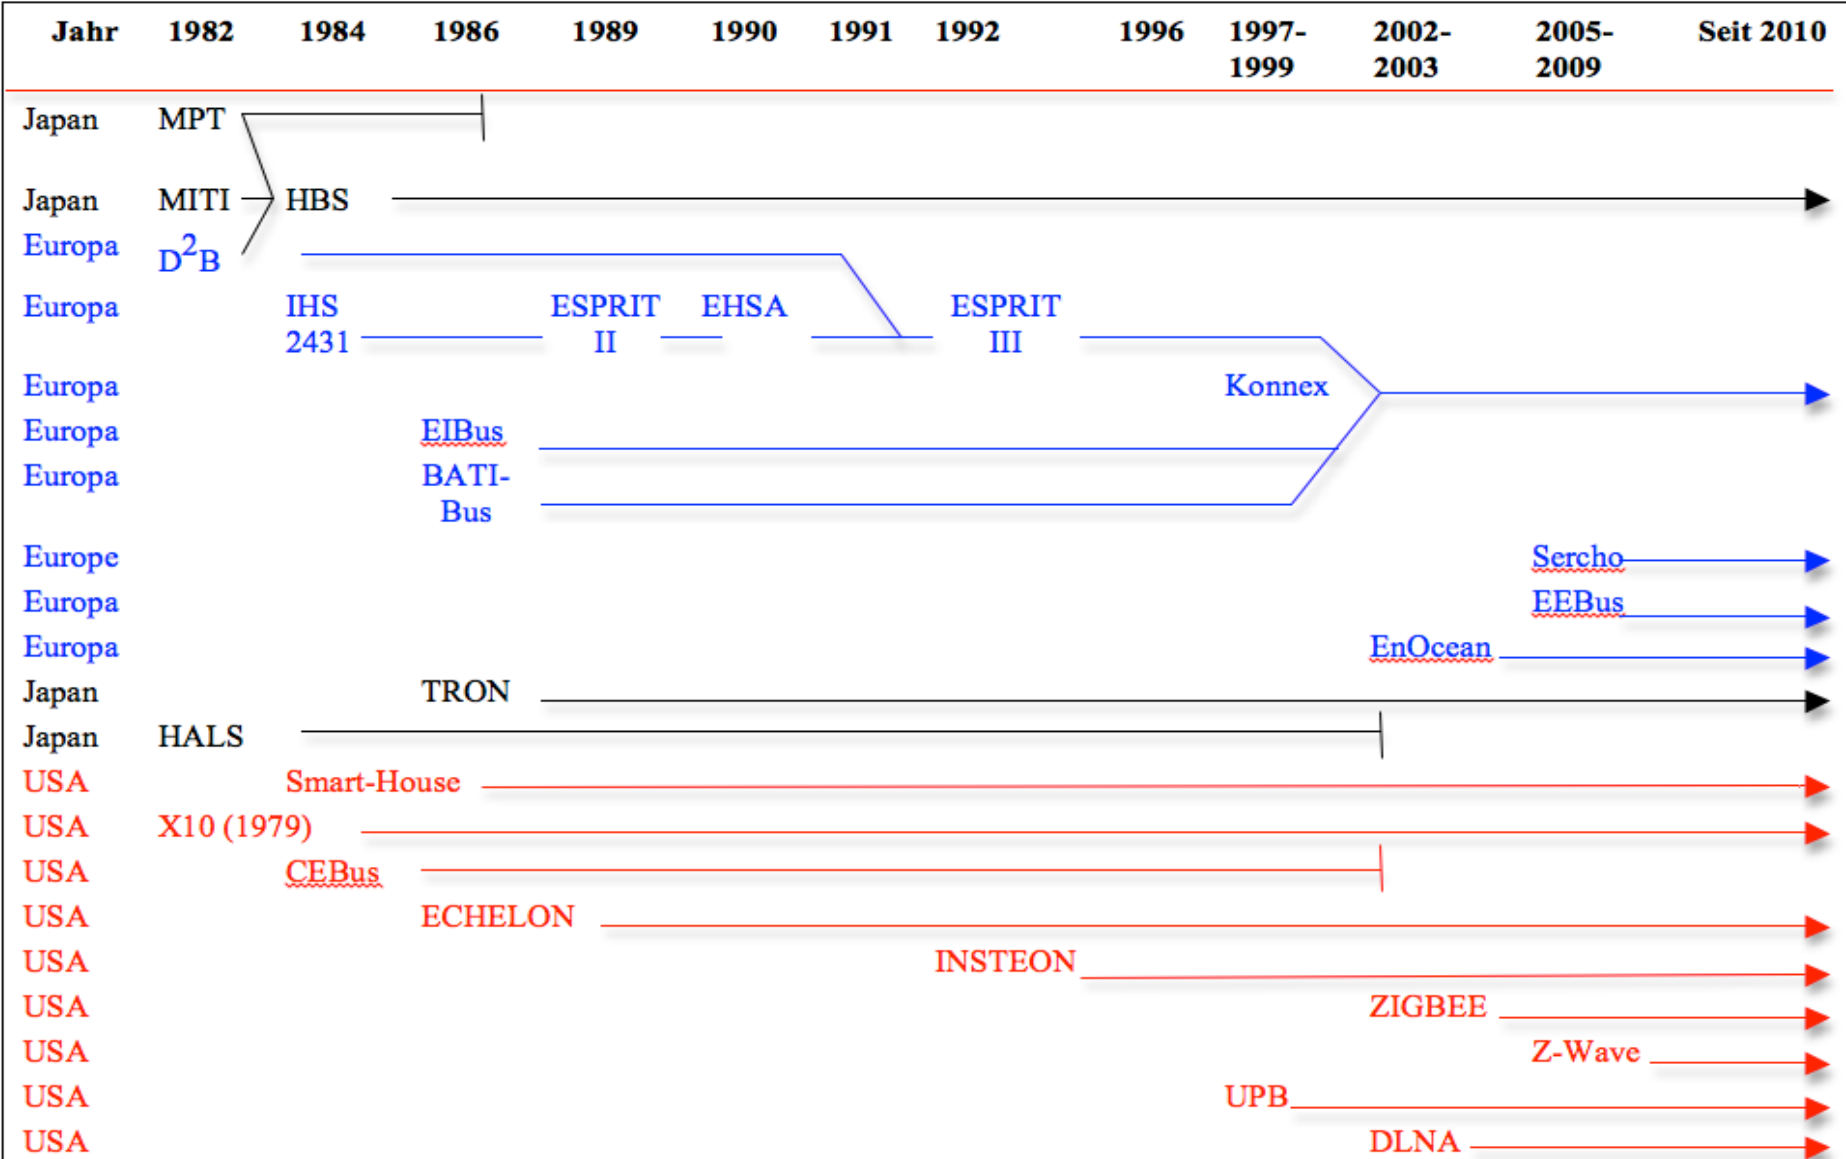 Jahr 1982 1984 1986 1989 1990 1991 1992 1996 1997- 2002- 2005- Seit 2010
1999 2003 2009
Japan MPT
Japan MITI HBS
Europa D²B
Europa IHS ESPRIT EHSA ESPRIT
2431 II III
Europa Konnex
Europa EIBus
Europa BATI-
Bus
Europe Sercho
Europa EEBus
Europa EnOcean
Japan TRON
Japan HALS
USA Smart-House
USA X10 (1979)
USA CEBus
USA ECHELON
USA INSTEON
USA ZIGBEE
USA Z-Wave
USA UPB
USA DLNA